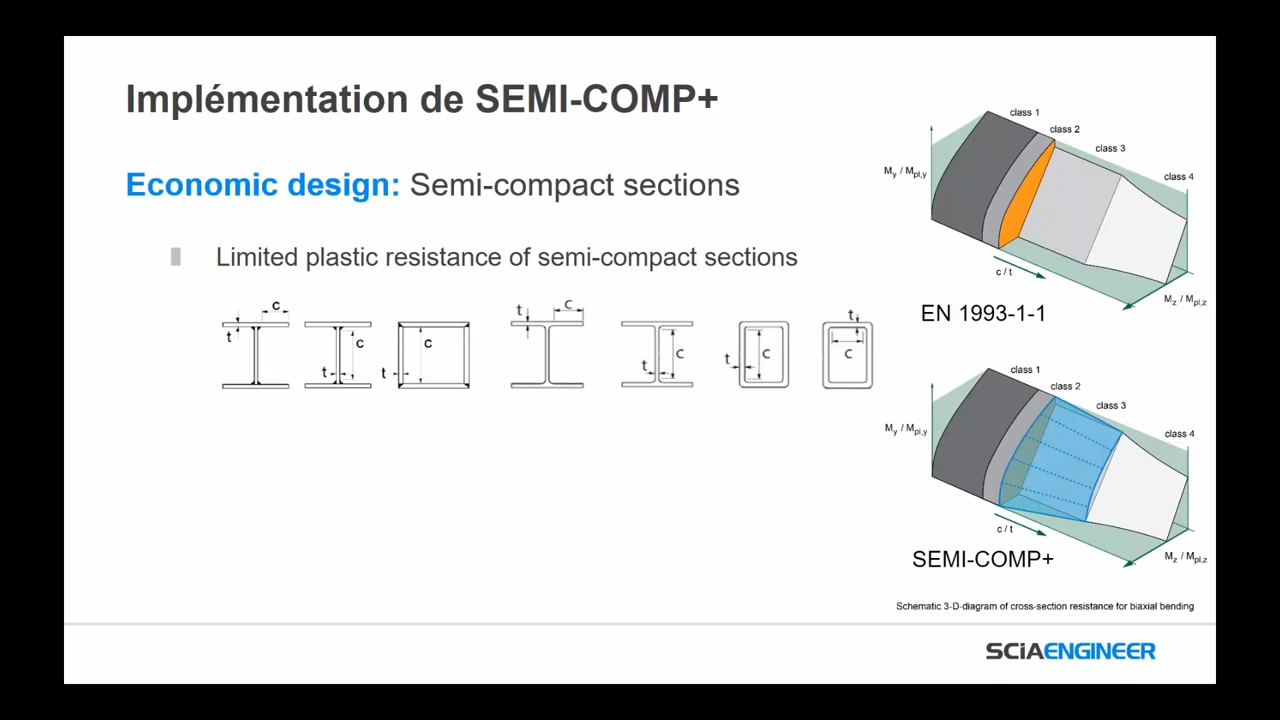 Implémentation de SEMI-COMP+
Economic design: Semi-compact sections
Limited plastic resistance of semi-compact sections
c
t
c
t
c
t
c
t
c
t
c
t
t
c
class 1
class 2
class 3
class 4
My / Mpl,y
c / t
Mz / Mpl,z
EN 1993-1-1
class 1
class 2
class 3
class 4
My / Mpl,y
c / t
Mz / Mpl,z
SEMI-COMP+
Schematic 3-D-diagram of cross-section resistance for biaxial bending
SCiAENGINEER